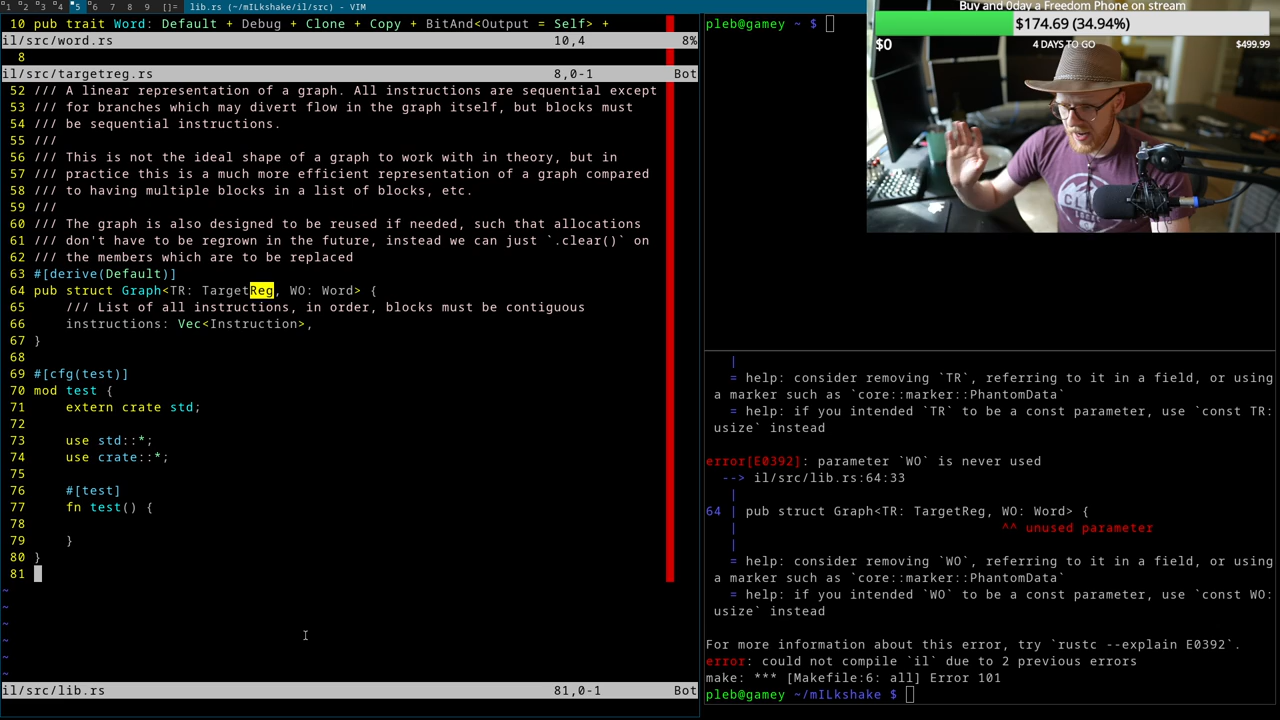 1 2 3 4 5 6 7 8 9 []= lib.rs (~/mILkshake/il/src) - VIM
10 pub trait Word: Default + Debug + Clone + Copy + BitAnd<Output = Self> +
il/src/word.rs 10,4 8%
8
il/src/targetreg.rs 8,0-1 Bot
52 /// A linear representation of a graph. All instructions are sequential except
53 /// for branches which may divert flow in the graph itself, but blocks must
54 /// be sequential instructions.
55 ///
56 /// This is not the ideal shape of a graph to work with in theory, but in
57 /// practice this is a much more efficient representation of a graph compared
58 /// to having multiple blocks in a list of blocks, etc.
59 ///
60 /// The graph is also designed to be reused if needed, such that allocations
61 /// don't have to be regrown in the future, instead we can just `.clear()` on
62 /// the members which are to be replaced
63 #[derive(Default)]
64 pub struct Graph<TR: TargetReg, WO: Word> {
65 /// List of all instructions, in order, blocks must be contiguous
66 instructions: Vec<Instruction>,
67 }
68
69 #[cfg(test)]
70 mod test {
71 extern crate std;
72
73 use std::*;
74 use crate::*;
75
76 #[test]
77 fn test() {
78
79 }
80 }
81
~
~
~
~
~
~
il/src/lib.rs 81,0-1 Bot
pleb@gamey ~ $
Buy and 0day a Freedom Phone on stream
$174.69 (34.94%)
$0 4 DAYS TO GO $499.99
|
= help: consider removing `TR`, referring to it in a field, or using
a marker such as `core::marker::PhantomData`
= help: if you intended `TR` to be a const parameter, use `const TR:
usize` instead
error[E0392]: parameter `WO` is never used
--> il/src/lib.rs:64:33
|
64 | pub struct Graph<TR: TargetReg, WO: Word> {
| ^^ unused parameter
|
= help: consider removing `WO`, referring to it in a field, or using
a marker such as `core::marker::PhantomData`
= help: if you intended `WO` to be a const parameter, use `const WO:
usize` instead
For more information about this error, try `rustc --explain E0392`.
error: could not compile `il` due to 2 previous errors
make: *** [Makefile:6: all] Error 101
pleb@gamey ~/mILkshake $